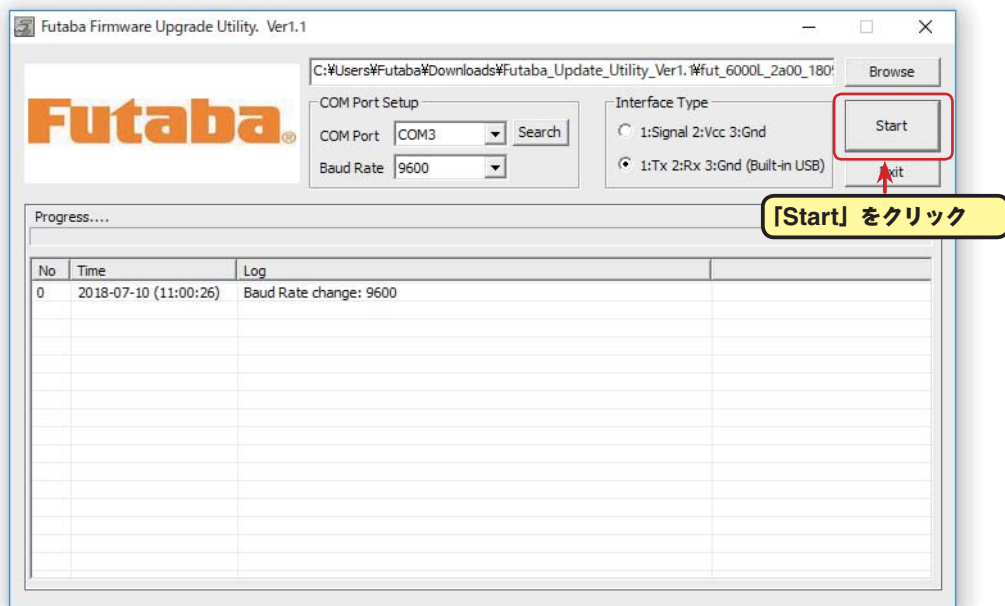 Futaba Firmware Upgrade Utility. Ver1.1
C:¥Users¥Futaba¥Downloads¥Futaba_Update_Utility_Ver1.1¥fut_6000L_2a00_180
Browse
Futaba®
COM Port Setup
COM Port COM3 Search
Baud Rate 9600
Interface Type
1:Signal 2:Vcc 3:Gnd
1:Tx 2:Rx 3:Gnd (Built-in USB)
Start
Exit
「Start」をクリック
Progress....
No Time Log
0 2018-07-10 (11:00:26) Baud Rate change: 9600